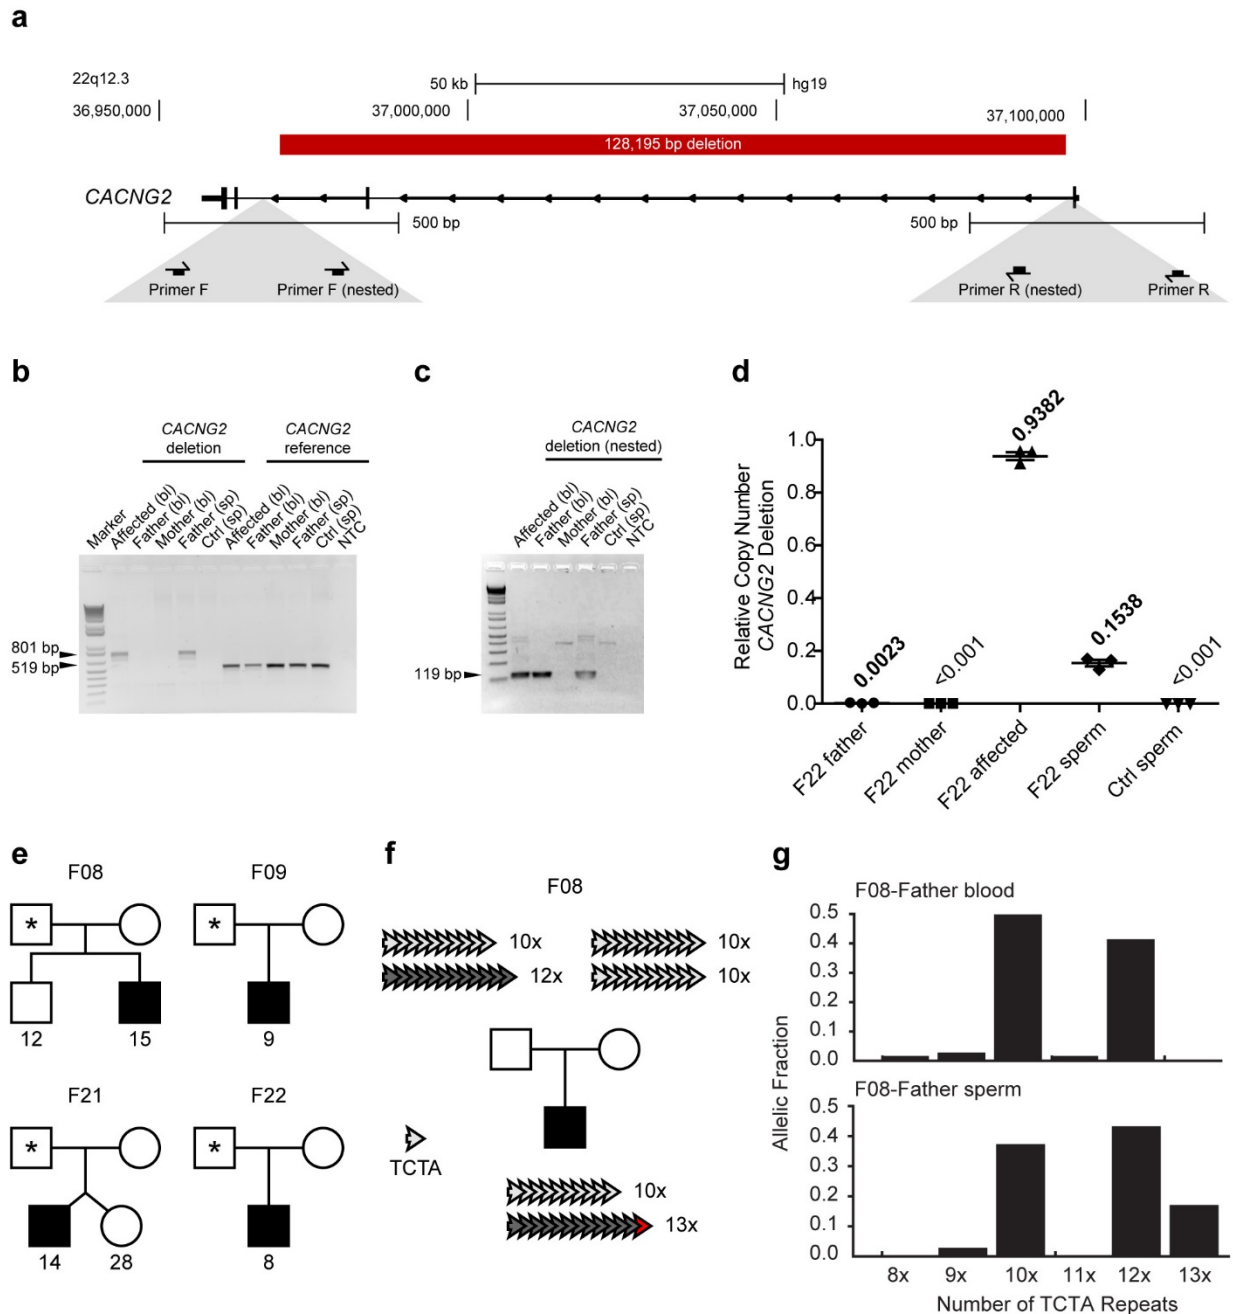 a
22q12.3
50 kb
hg19
36,950,000
37,000,000
37,050,000
37,100,000
128,195 bp deletion
CACNG2
500 bp
500 bp
Primer F
Primer F (nested)
Primer R (nested)
Primer R
b
CACNG2
deletion
CACNG2
reference
Marker
Affected (bl)
Father (bl)
Mother (bl)
Father (sp)
Ctrl (sp)
Affected (bl)
Father (bl)
Mother (bl)
Father (sp)
Ctrl (sp)
NTC
801 bp
519 bp
c
CACNG2
deletion (nested)
Affected (bl)
Father (bl)
Mother (bl)
Father (sp)
Ctrl (sp)
NTC
119 bp
d
Relative Copy Number
CACNG2 Deletion
1.0
0.8
0.6
0.4
0.2
0.0
0.0023
<0.001
0.9382
0.1538
<0.001
F22 father
F22 mother
F22 affected
F22 sperm
Ctrl sperm
e
F08
*
12
15
F09
*
9
F21
*
14
28
F22
*
8
f
F08
10x
12x
10x
10x
TCTA
10x
13x
g
F08-Father blood
0.5
0.4
0.3
0.2
0.1
0.0
Allelic Fraction
F08-Father sperm
0.5
0.4
0.3
0.2
0.1
0.0
8x
9x
10x
11x
12x
13x
Number of TCTA Repeats